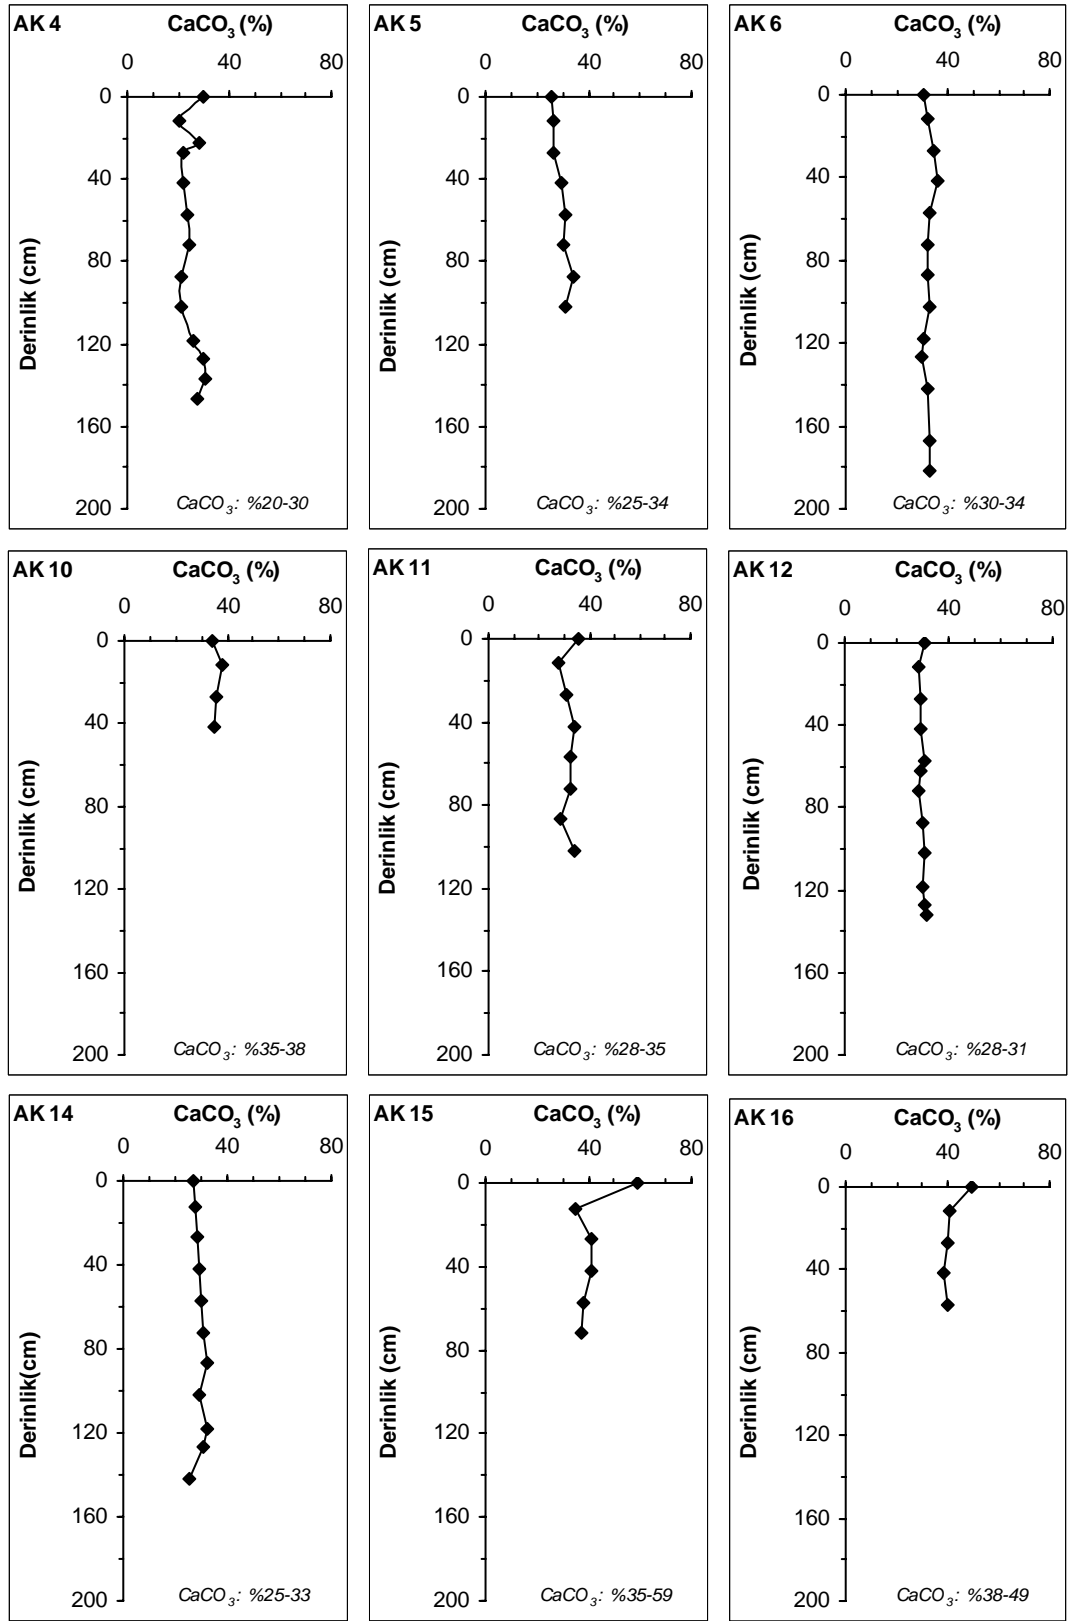 AK 4 CaCO₃ (%)
0 40 80
0
40
80
120
160
200
Derinlik (cm)
CaCO₃: %20-30
AK 5 CaCO₃ (%)
0 40 80
0
40
80
120
160
200
Derinlik (cm)
CaCO₃: %25-34
AK 6 CaCO₃ (%)
0 40 80
0
40
80
120
160
200
Derinlik (cm)
CaCO₃: %30-34
AK 10 CaCO₃ (%)
0 40 80
0
40
80
120
160
200
Derinlik (cm)
CaCO₃: %35-38
AK 11 CaCO₃ (%)
0 40 80
0
40
80
120
160
200
Derinlik (cm)
CaCO₃: %28-35
AK 12 CaCO₃ (%)
0 40 80
0
40
80
120
160
200
Derinlik (cm)
CaCO₃: %28-31
AK 14 CaCO₃ (%)
0 40 80
0
40
80
120
160
200
Derinlik(cm)
CaCO₃: %25-33
AK 15 CaCO₃ (%)
0 40 80
0
40
80
120
160
200
Derinlik (cm)
CaCO₃: %35-59
AK 16 CaCO₃ (%)
0 40 80
0
40
80
120
160
200
Derinlik (cm)
CaCO₃: %38-49